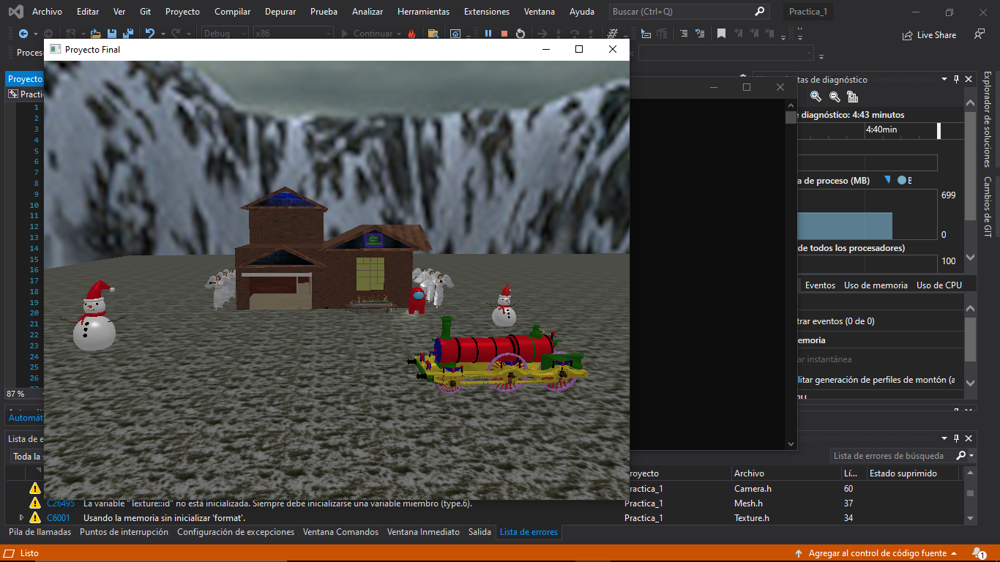 Archivo Editar Ver Git Proyecto Compilar Depurar Prueba Analizar Herramientas Extensiones Ventana Ayuda Buscar (Ctrl+Q) Practica_1
Debug x86 Continuar Live Share
Proces
Proyecto Final
Proyecto
Practi
1
2
3
4
5
6
7
8
9
10
11
12
13
14
15
16
17
18
19
20
21
22
23
24
25
26
87 %
tas de diagnóstico
e diagnóstico: 4:43 minutos
4:40min
a de proceso (MB)
699
0
de todos los procesadores)
100
Eventos Uso de memoria Uso de CPU
trar eventos (0 de 0)
emoria
ar instantánea
ilitar generación de perfiles de montón (a
Explorador de soluciones
Cambios de GIT
Automát
Lista de e
Toda la s
Lista de errores de búsqueda
royecto Archivo Lí... Estado suprimido
ractica_1 Camera.h 60
C26495 La variable "Texture::id" no está inicializada. Siempre debe inicializarse una variable miembro (type.6). ractica_1 Mesh.h 37
C6001 Usando la memoria sin inicializar 'format'. Practica_1 Texture.h 34
Pila de llamadas Puntos de interrupción Configuración de excepciones Ventana Comandos Ventana Inmediato Salida Lista de errores
Listo Agregar al control de código fuente 1